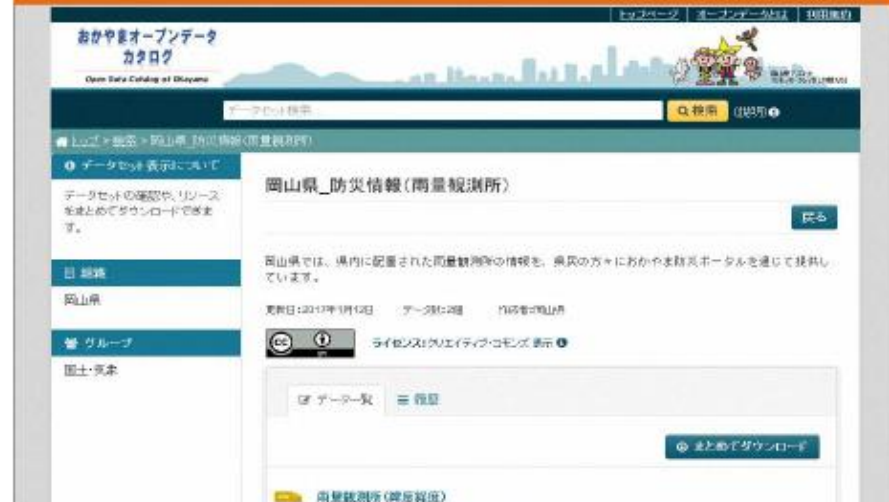 トップページ | オープンデータとは | 利用規約
おかやまオープンデータ
カタログ
Open Data Catalog of Okayama
データセット検索
検索
トップ > 検索 > 岡山県_防災情報(雨量観測所)
データセット表示について
データセットの確認や、リソース
をまとめてダウンロードできま
す。
組織
岡山県
グループ
国土・気象
岡山県_防災情報(雨量観測所)
戻る
岡山県では、県内に配置された雨量観測所の情報を、県民の方々におかやま防災ポータルを通じて提供し
ています。
更新日:2017年1月12日 データ数:2個 作成者:岡山県
cc
ライセンス:クリエイティブ・コモンズ 表示
データ一覧 履歴
まとめてダウンロード
雨量観測所(緯度経度)